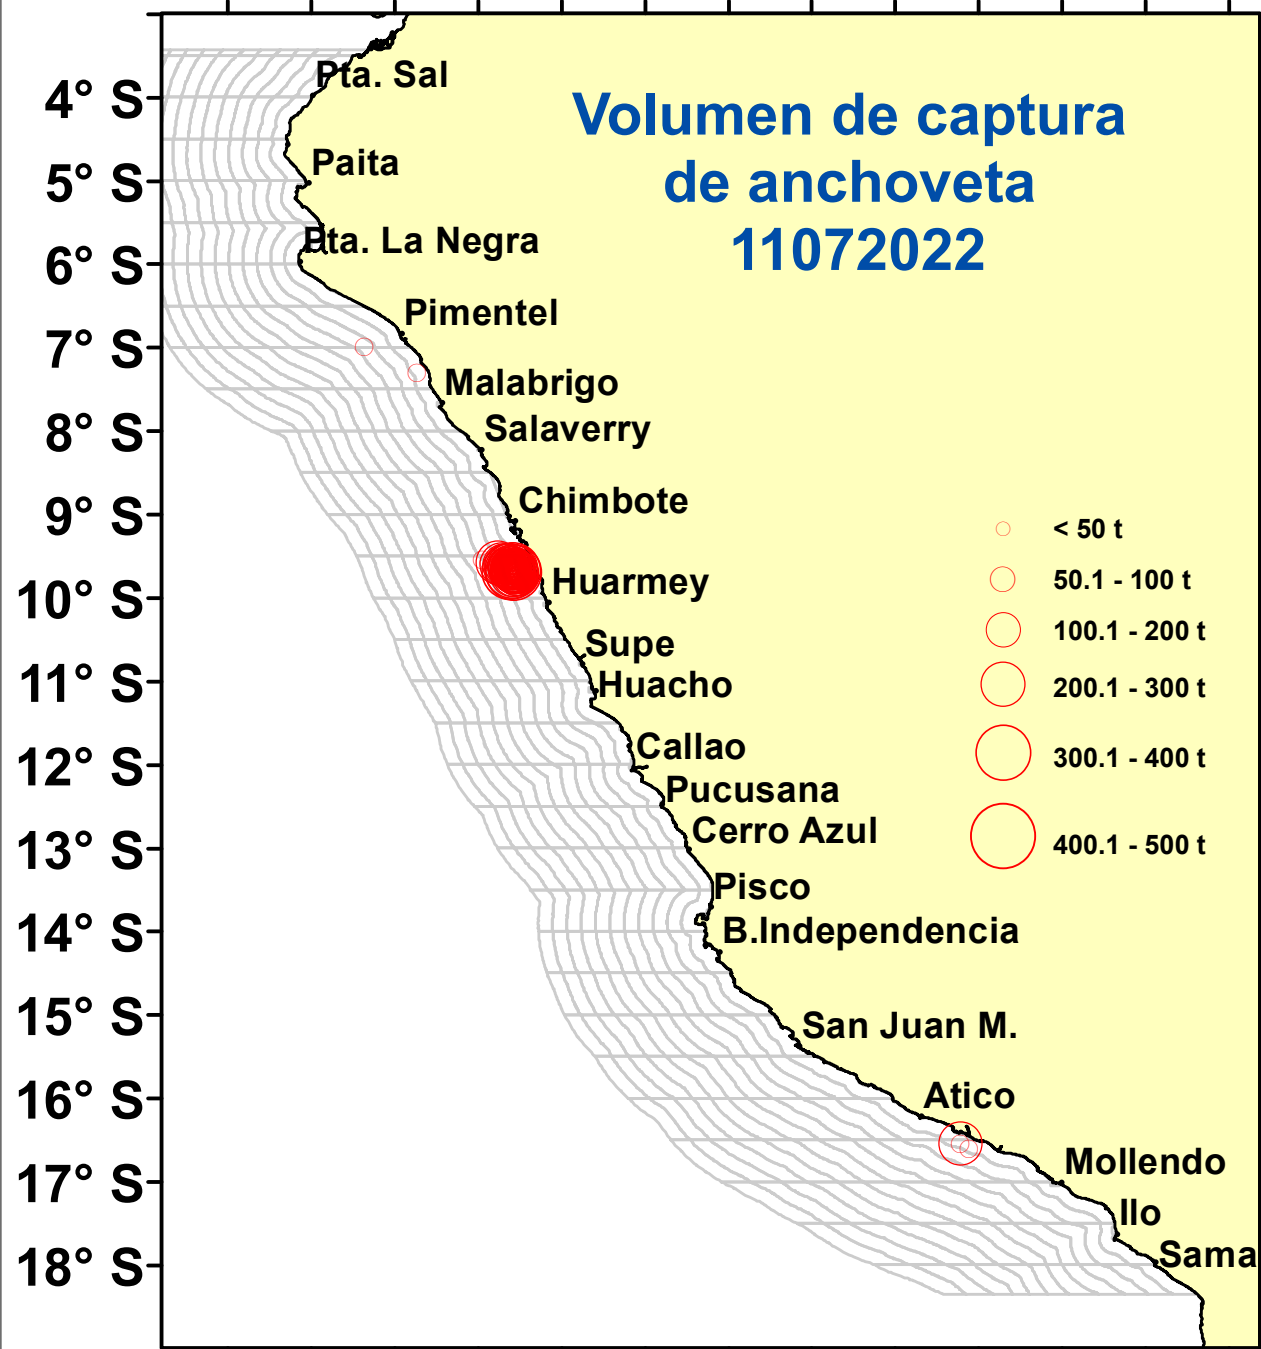 Volumen de captura
de anchoveta
11072022
4° S
5° S
6° S
7° S
8° S
9° S
10° S
11° S
12° S
13° S
14° S
15° S
16° S
17° S
18° S
Pta. Sal
Paita
Pta. La Negra
Pimentel
Malabrigo
Salaverry
Chimbote
Huarmey
Supe
Huacho
Callao
Pucusana
Cerro Azul
Pisco
B.Independencia
San Juan M.
Atico
Mollendo
Ilo
Sama
< 50 t
50.1 - 100 t
100.1 - 200 t
200.1 - 300 t
300.1 - 400 t
400.1 - 500 t